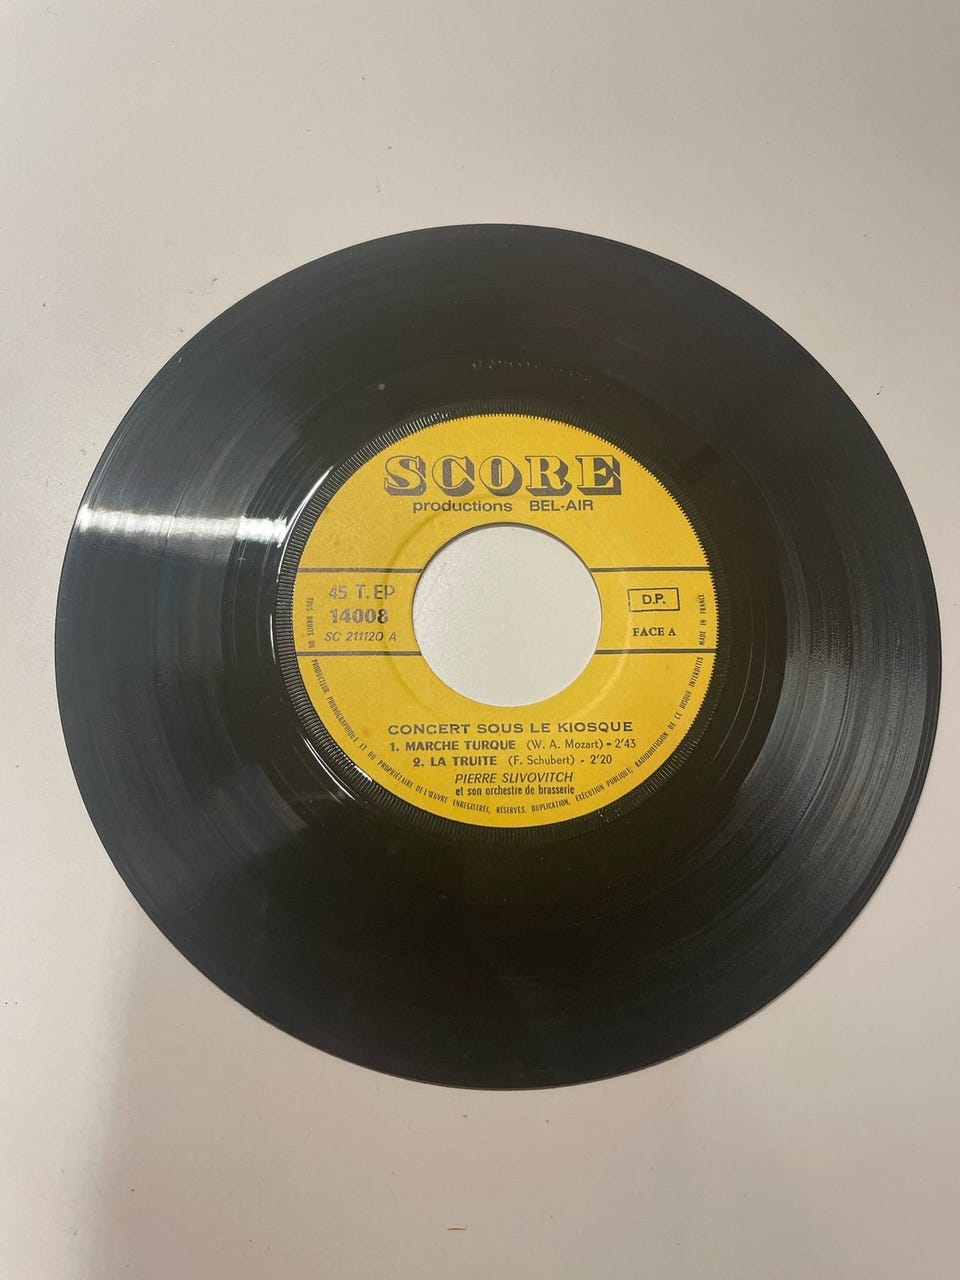 SCORE
productions BEL-AIR
45 T. EP
14008
SC 211120 A
D.P.
FACE A
CONCERT SOUS LE KIOSQUE
1. MARCHE TURQUE (W. A. Mozart) - 2'43
2. LA TRUITE (F. Schubert) - 2'20
PIERRE SLIVOVITCH
et son orchestre de brasserie
TOUS DROITS DU PRODUCTEUR PHONOGRAPHIQUE ET DU PROPRIÉTAIRE DE L'ŒUVRE ENREGISTRÉE, RÉSERVÉS. DUPLICATION, EXÉCUTION PUBLIQUE, RADIODIFFUSION DE CE DISQUE INTERDITES MADE IN FRANCE